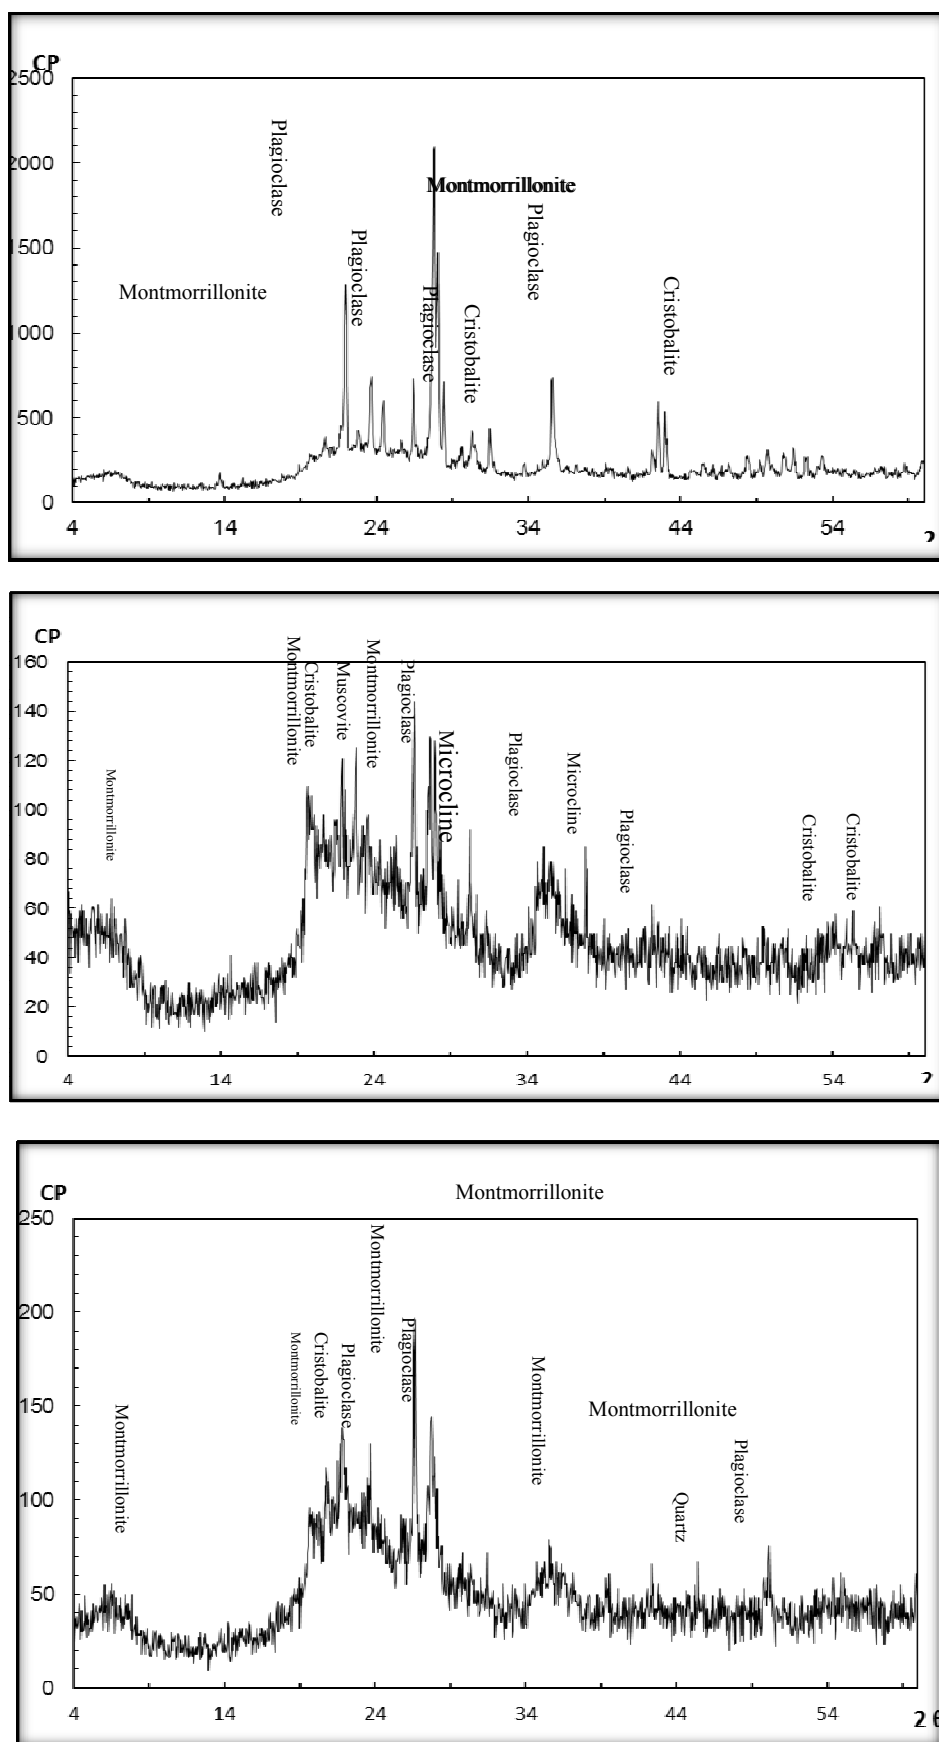 CP
2500
Plagioclase
2000
Montmorrillonite
Plagioclase
Plagioclase
1500
Montmorrillonite
Plagioclase
Cristobalite
Cristobalite
1000
500
0
4 14 24 34 44 54 2
CP
160
Montmorrillonite
Cristobalite
Muscovite
Montmorrillonite
Plagioclase
140
Microcline
Plagioclase
Microcline
120
Montmorrillonite
Plagioclase
Cristobalite
Cristobalite
100
80
60
40
20
0
4 14 24 34 44 54 2
CP
Montmorrillonite
250
Montmorrillonite
200
Montmorrillonite
Cristobalite
Plagioclase
Plagioclase
Montmorrillonite
150
Montmorrillonite
Montmorrillonite
Plagioclase
100
Quartz
50
0
4 14 24 34 44 54 2 θ